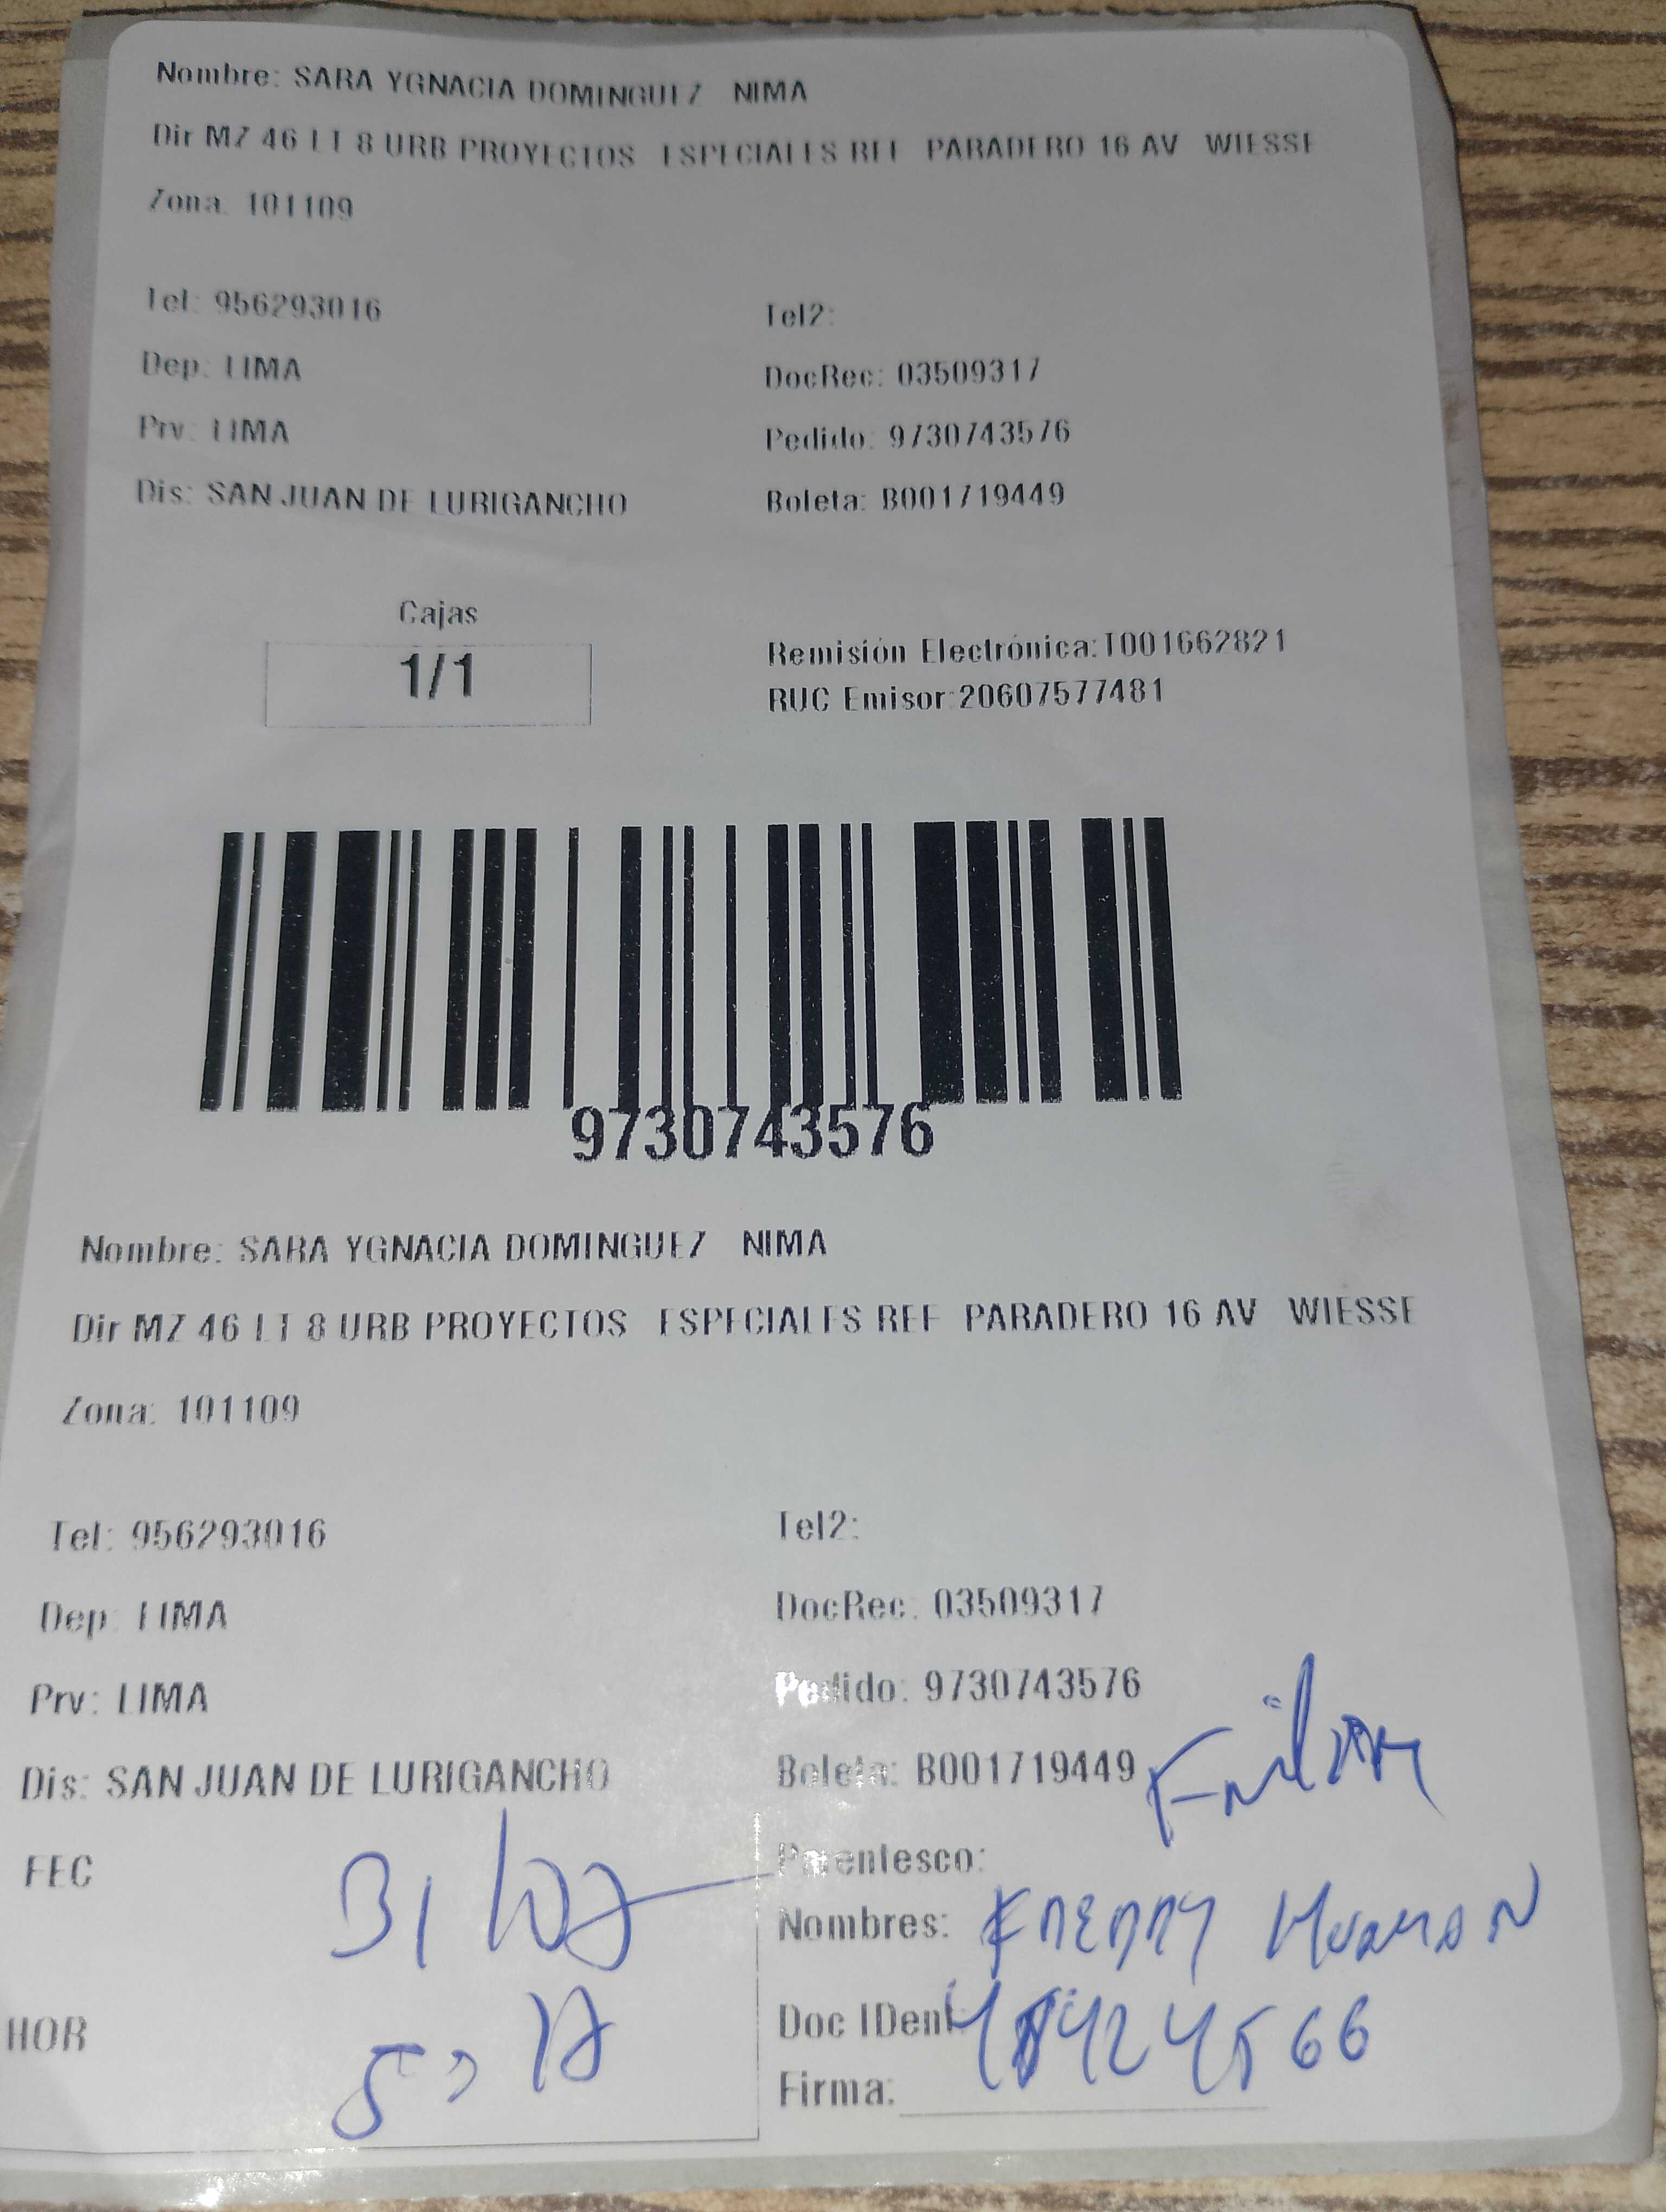 Nombre: SARA YGNACIA DOMINGUEZ NIMA
Dir MZ 46 LT 8 URB PROYECTOS ESPECIALES REF PARADERO 16 AV WIESSE
Zona: 101109
Tel: 956293016 Tel2:
Dep: LIMA DocRec: 03509317
Prv: LIMA Pedido: 9730743576
Dis: SAN JUAN DE LURIGANCHO Boleta: B001719449
Cajas
1/1
Remisión Electrónica:T001662821
RUC Emisor:20607577481
9730743576
Nombre: SARA YGNACIA DOMINGUEZ NIMA
Dir MZ 46 LT 8 URB PROYECTOS ESPECIALES REF PARADERO 16 AV WIESSE
Zona: 101109
Tel: 956293016 Tel2:
Dep: LIMA DocRec: 03509317
Prv: LIMA Pedido: 9730743576
Dis: SAN JUAN DE LURIGANCHO Boleta: B001719449
FEC Parentesco:
Nombres: FREDDY HUAMAN
HOR Doc IDent:
Firma: